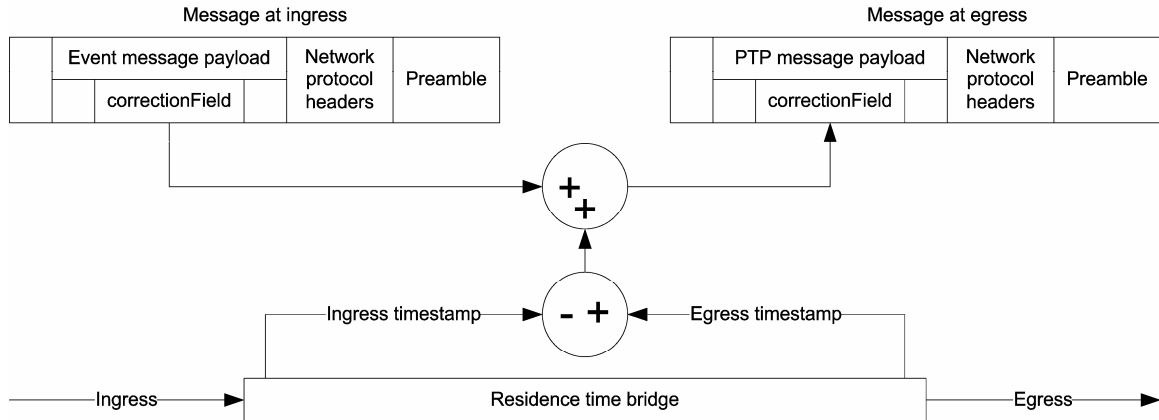 Message at ingress
Message at egress
Event message payload
correctionField
Network
protocol
headers
Preamble
PTP message payload
correctionField
Network
protocol
headers
Preamble
+
+
Ingress timestamp
- +
Egress timestamp
Ingress
Residence time bridge
Egress